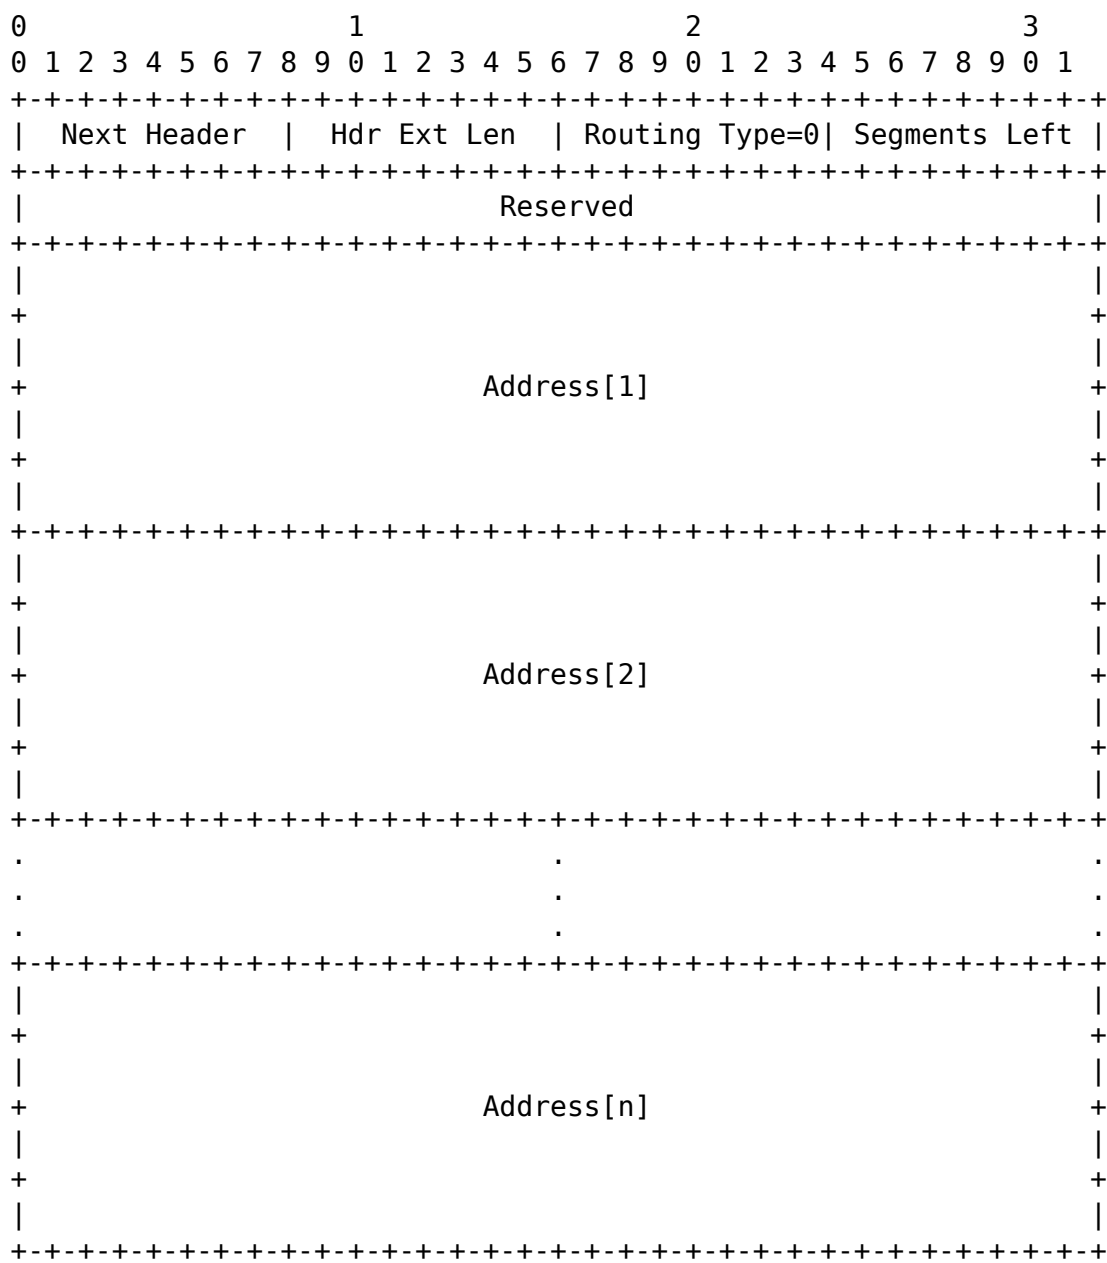 0                   1                   2                   3
0 1 2 3 4 5 6 7 8 9 0 1 2 3 4 5 6 7 8 9 0 1 2 3 4 5 6 7 8 9 0 1
+-+-+-+-+-+-+-+-+-+-+-+-+-+-+-+-+-+-+-+-+-+-+-+-+-+-+-+-+-+-+-+-+
|  Next Header  |  Hdr Ext Len  | Routing Type=0| Segments Left |
+-+-+-+-+-+-+-+-+-+-+-+-+-+-+-+-+-+-+-+-+-+-+-+-+-+-+-+-+-+-+-+-+
|                            Reserved                           |
+-+-+-+-+-+-+-+-+-+-+-+-+-+-+-+-+-+-+-+-+-+-+-+-+-+-+-+-+-+-+-+-+
|                                                               |
+                                                               +
|                                                               |
+                           Address[1]                          +
|                                                               |
+                                                               +
|                                                               |
+-+-+-+-+-+-+-+-+-+-+-+-+-+-+-+-+-+-+-+-+-+-+-+-+-+-+-+-+-+-+-+-+
|                                                               |
+                                                               +
|                                                               |
+                           Address[2]                          +
|                                                               |
+                                                               +
|                                                               |
+-+-+-+-+-+-+-+-+-+-+-+-+-+-+-+-+-+-+-+-+-+-+-+-+-+-+-+-+-+-+-+-+
.                               .                               .
.                               .                               .
.                               .                               .
+-+-+-+-+-+-+-+-+-+-+-+-+-+-+-+-+-+-+-+-+-+-+-+-+-+-+-+-+-+-+-+-+
|                                                               |
+                                                               +
|                                                               |
+                           Address[n]                          +
|                                                               |
+                                                               +
|                                                               |
+-+-+-+-+-+-+-+-+-+-+-+-+-+-+-+-+-+-+-+-+-+-+-+-+-+-+-+-+-+-+-+-+